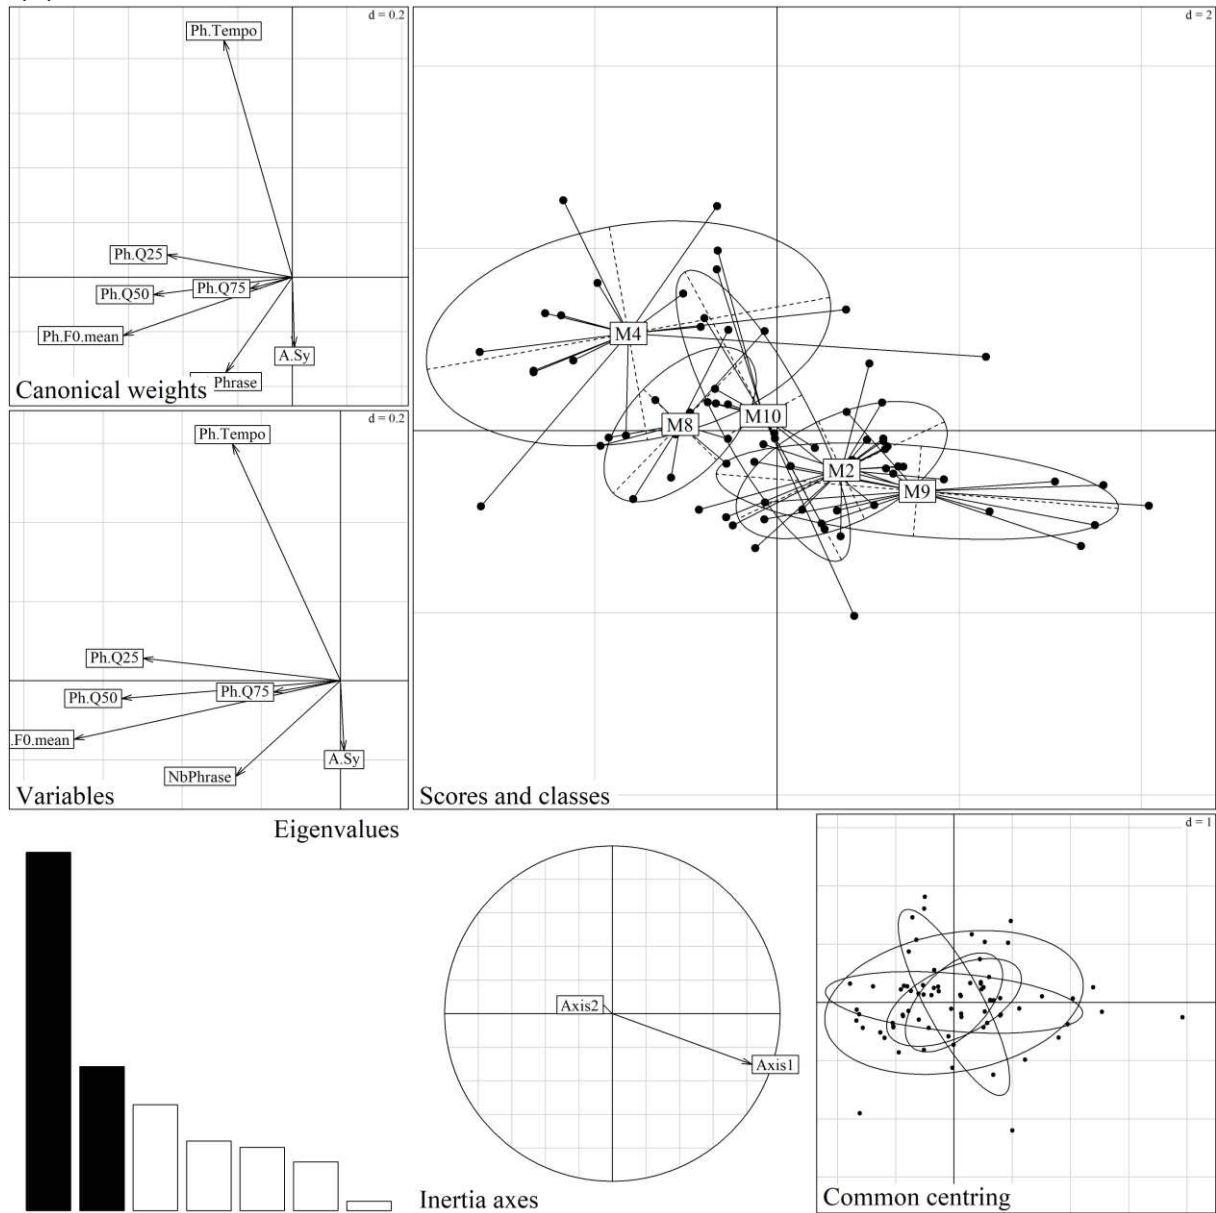 d = 0.2
Ph.Tempo
Ph.Q25
Ph.Q50
Ph.Q75
Ph.F0.mean
A.Sy
Phrase
Canonical weights
d = 2
M4
M10
M8
M2
M9
Scores and classes
d = 0.2
Ph.Tempo
Ph.Q25
Ph.Q50
Ph.Q75
.F0.mean
A.Sy
NbPhrase
Variables
Eigenvalues
Axis2
Axis1
Inertia axes
d = 1
Common centring